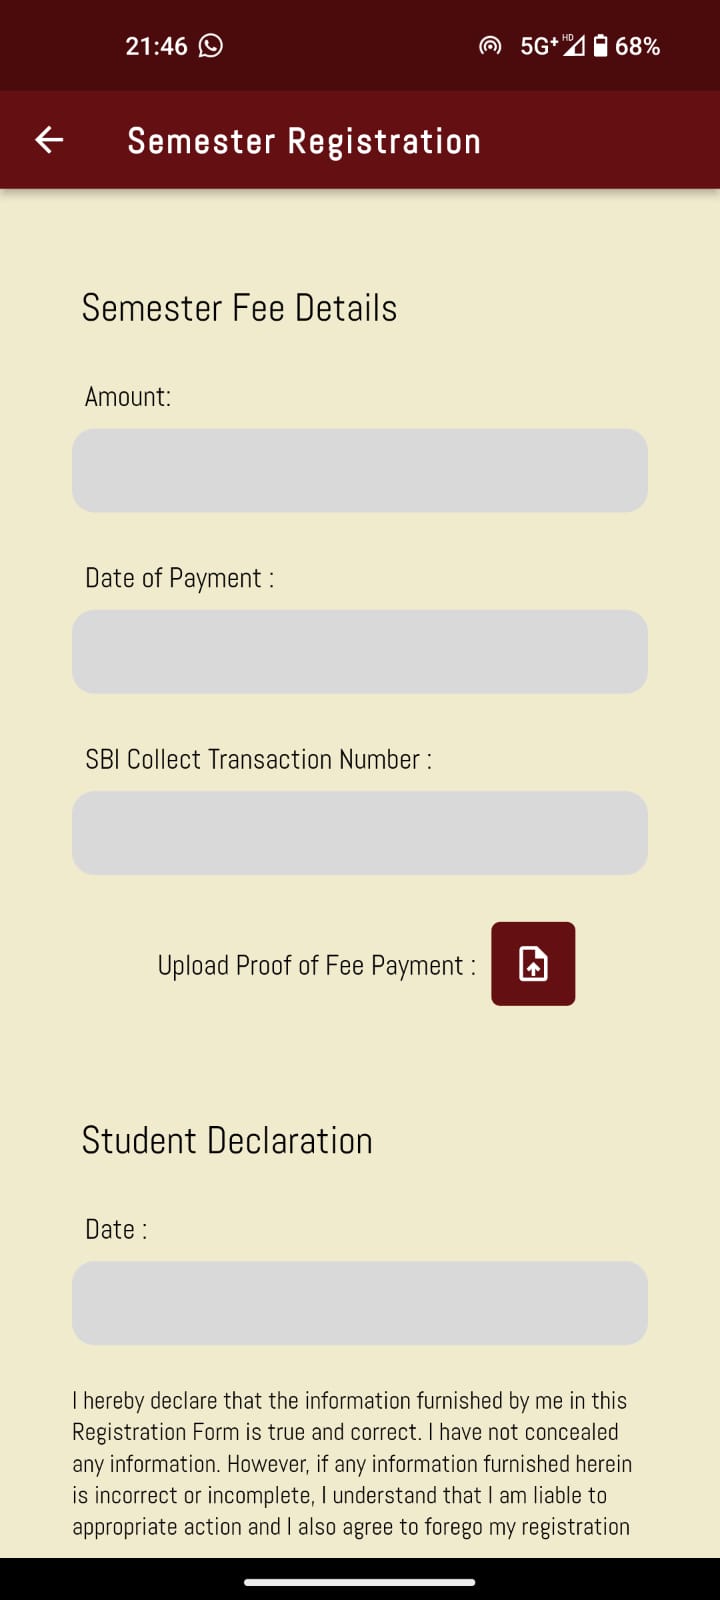 21:46 5G+ HD 68%
Semester Registration
Semester Fee Details
Amount:
Date of Payment :
SBI Collect Transaction Number :
Upload Proof of Fee Payment :
Student Declaration
Date :
I hereby declare that the information furnished by me in this
Registration Form is true and correct. I have not concealed
any information. However, if any information furnished herein
is incorrect or incomplete, I understand that I am liable to
appropriate action and I also agree to forego my registration